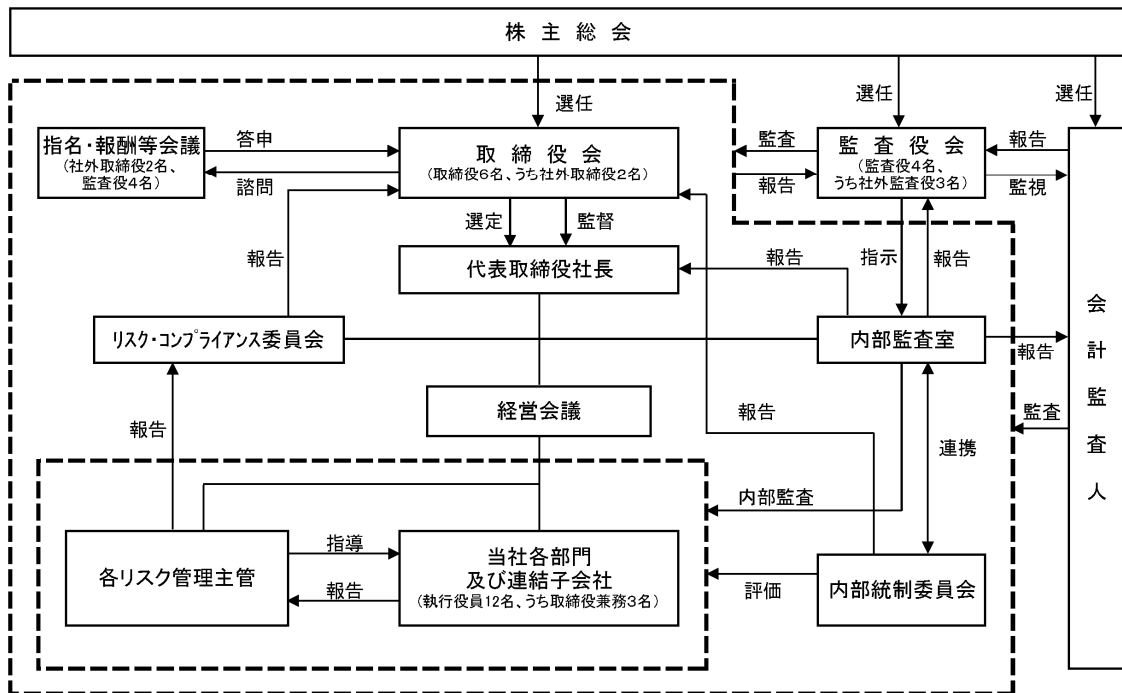 株主総会
選任
選任
選任
指名・報酬等会議
(社外取締役2名、
監査役4名)
答申
諮問
取締役会
(取締役6名、うち社外取締役2名)
監査
報告
監査役会
(監査役4名、
うち社外監査役3名)
報告
監視
選定
監督
報告
代表取締役社長
報告
指示
報告
会計監査人
リスク・コンプライアンス委員会
内部監査室
報告
経営会議
報告
報告
監査
連携
内部監査
各リスク管理主管
指導
報告
当社各部門
及び連結子会社
(執行役員12名、うち取締役兼務3名)
評価
内部統制委員会